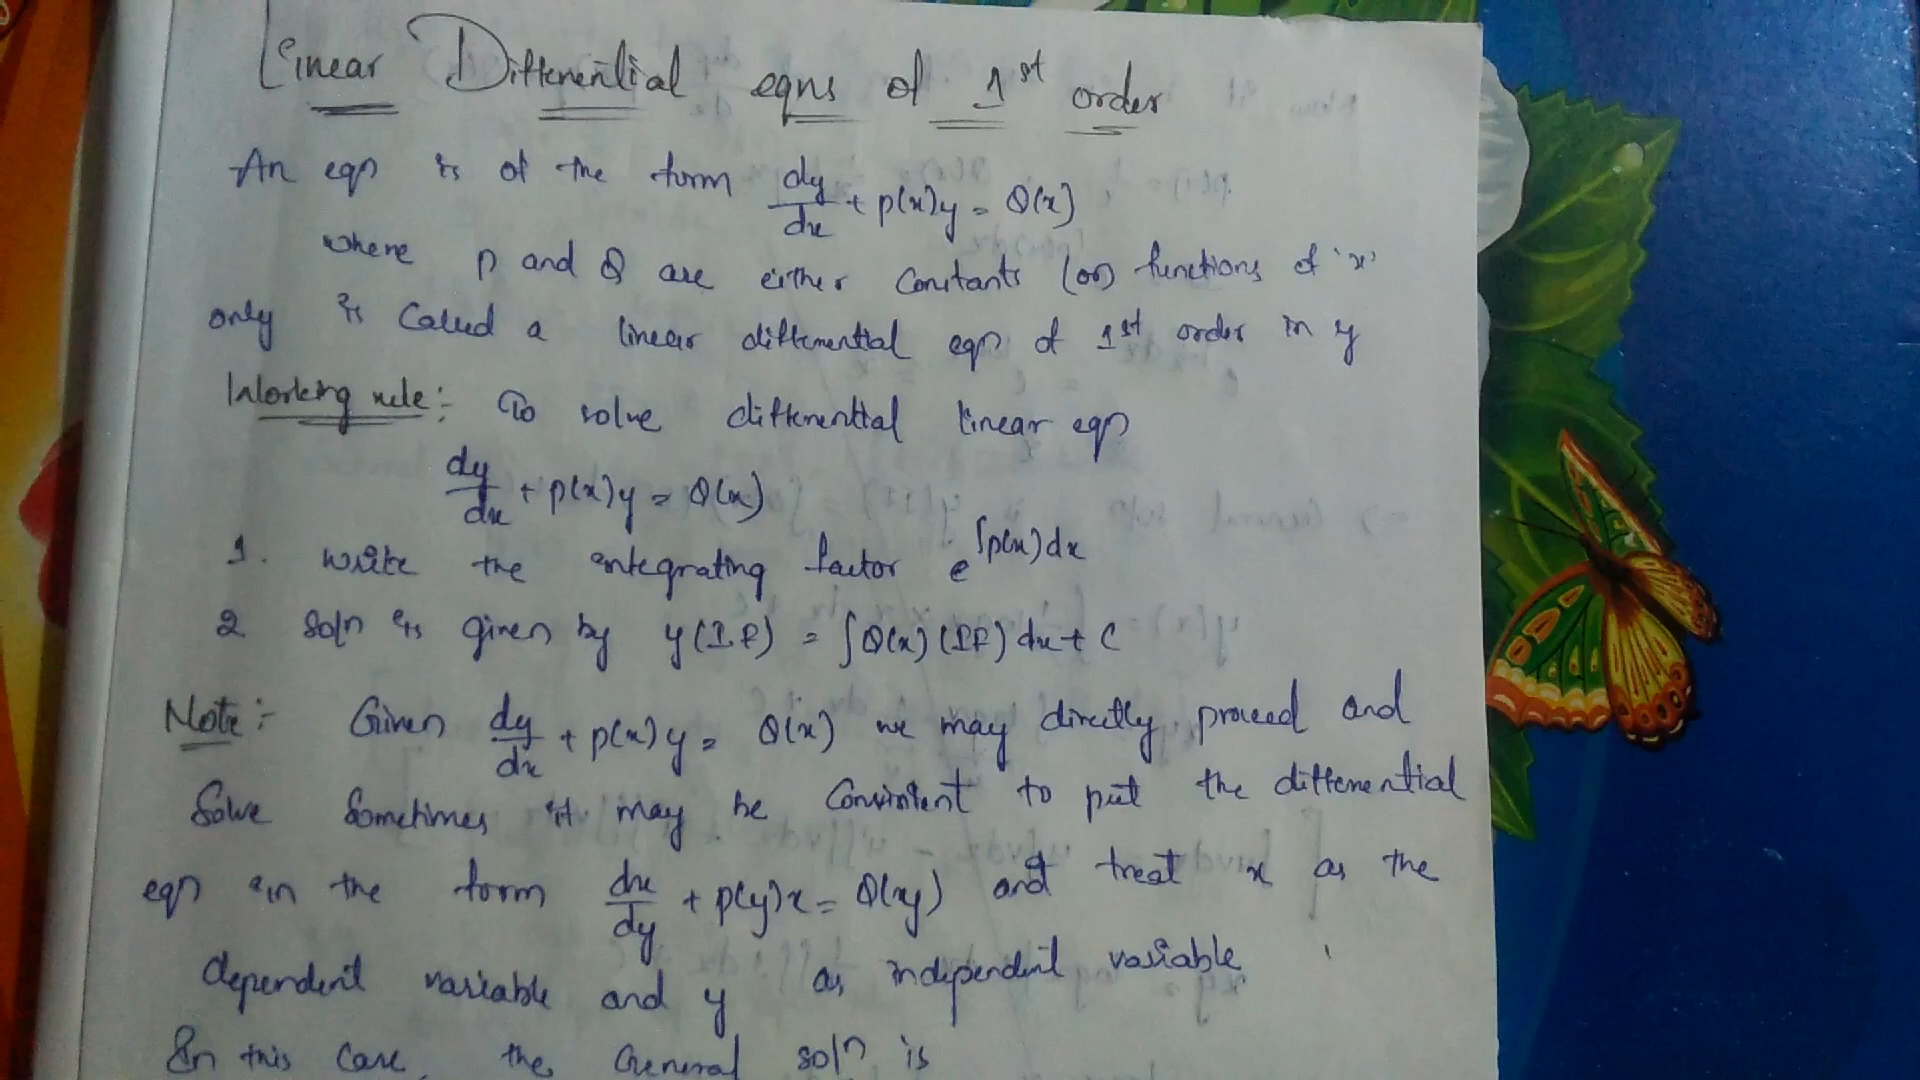 Linear Differential eqns of 1st order
An eqn is of the form dy/dx + p(x)y = Q(x)
where p and Q are either Constants (or) functions of 'x'
only is Called a linear differential eqn of 1st order in y
Working rule :- To solve differential linear eqn
dy/dx + p(x)y = Q(x)
1. write the integrating factor e^∫p(x)dx
2 Soln is given by y(I.F) = ∫Q(x)(IF)dx + C
Note :- Given dy/dx + p(x)y = Q(x) we may directly proceed and
Solve Sometimes it may be Convinient to put the differential
eqn in the form dx/dy + p(y)x = Q(y) and treat x as the
dependent variable and y as independent variable
In this Case, the General soln is